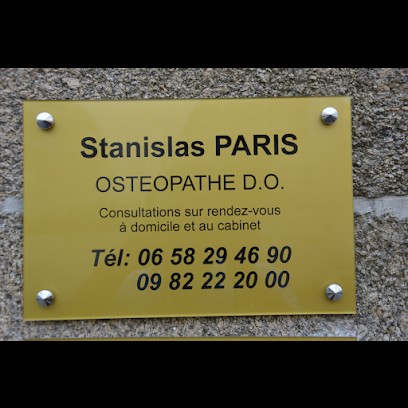 Stanislas PARIS
OSTEOPATHE D.O.
Consultations sur rendez-vous
à domicile et au cabinet
Tél: 06 58 29 46 90
09 82 22 20 00